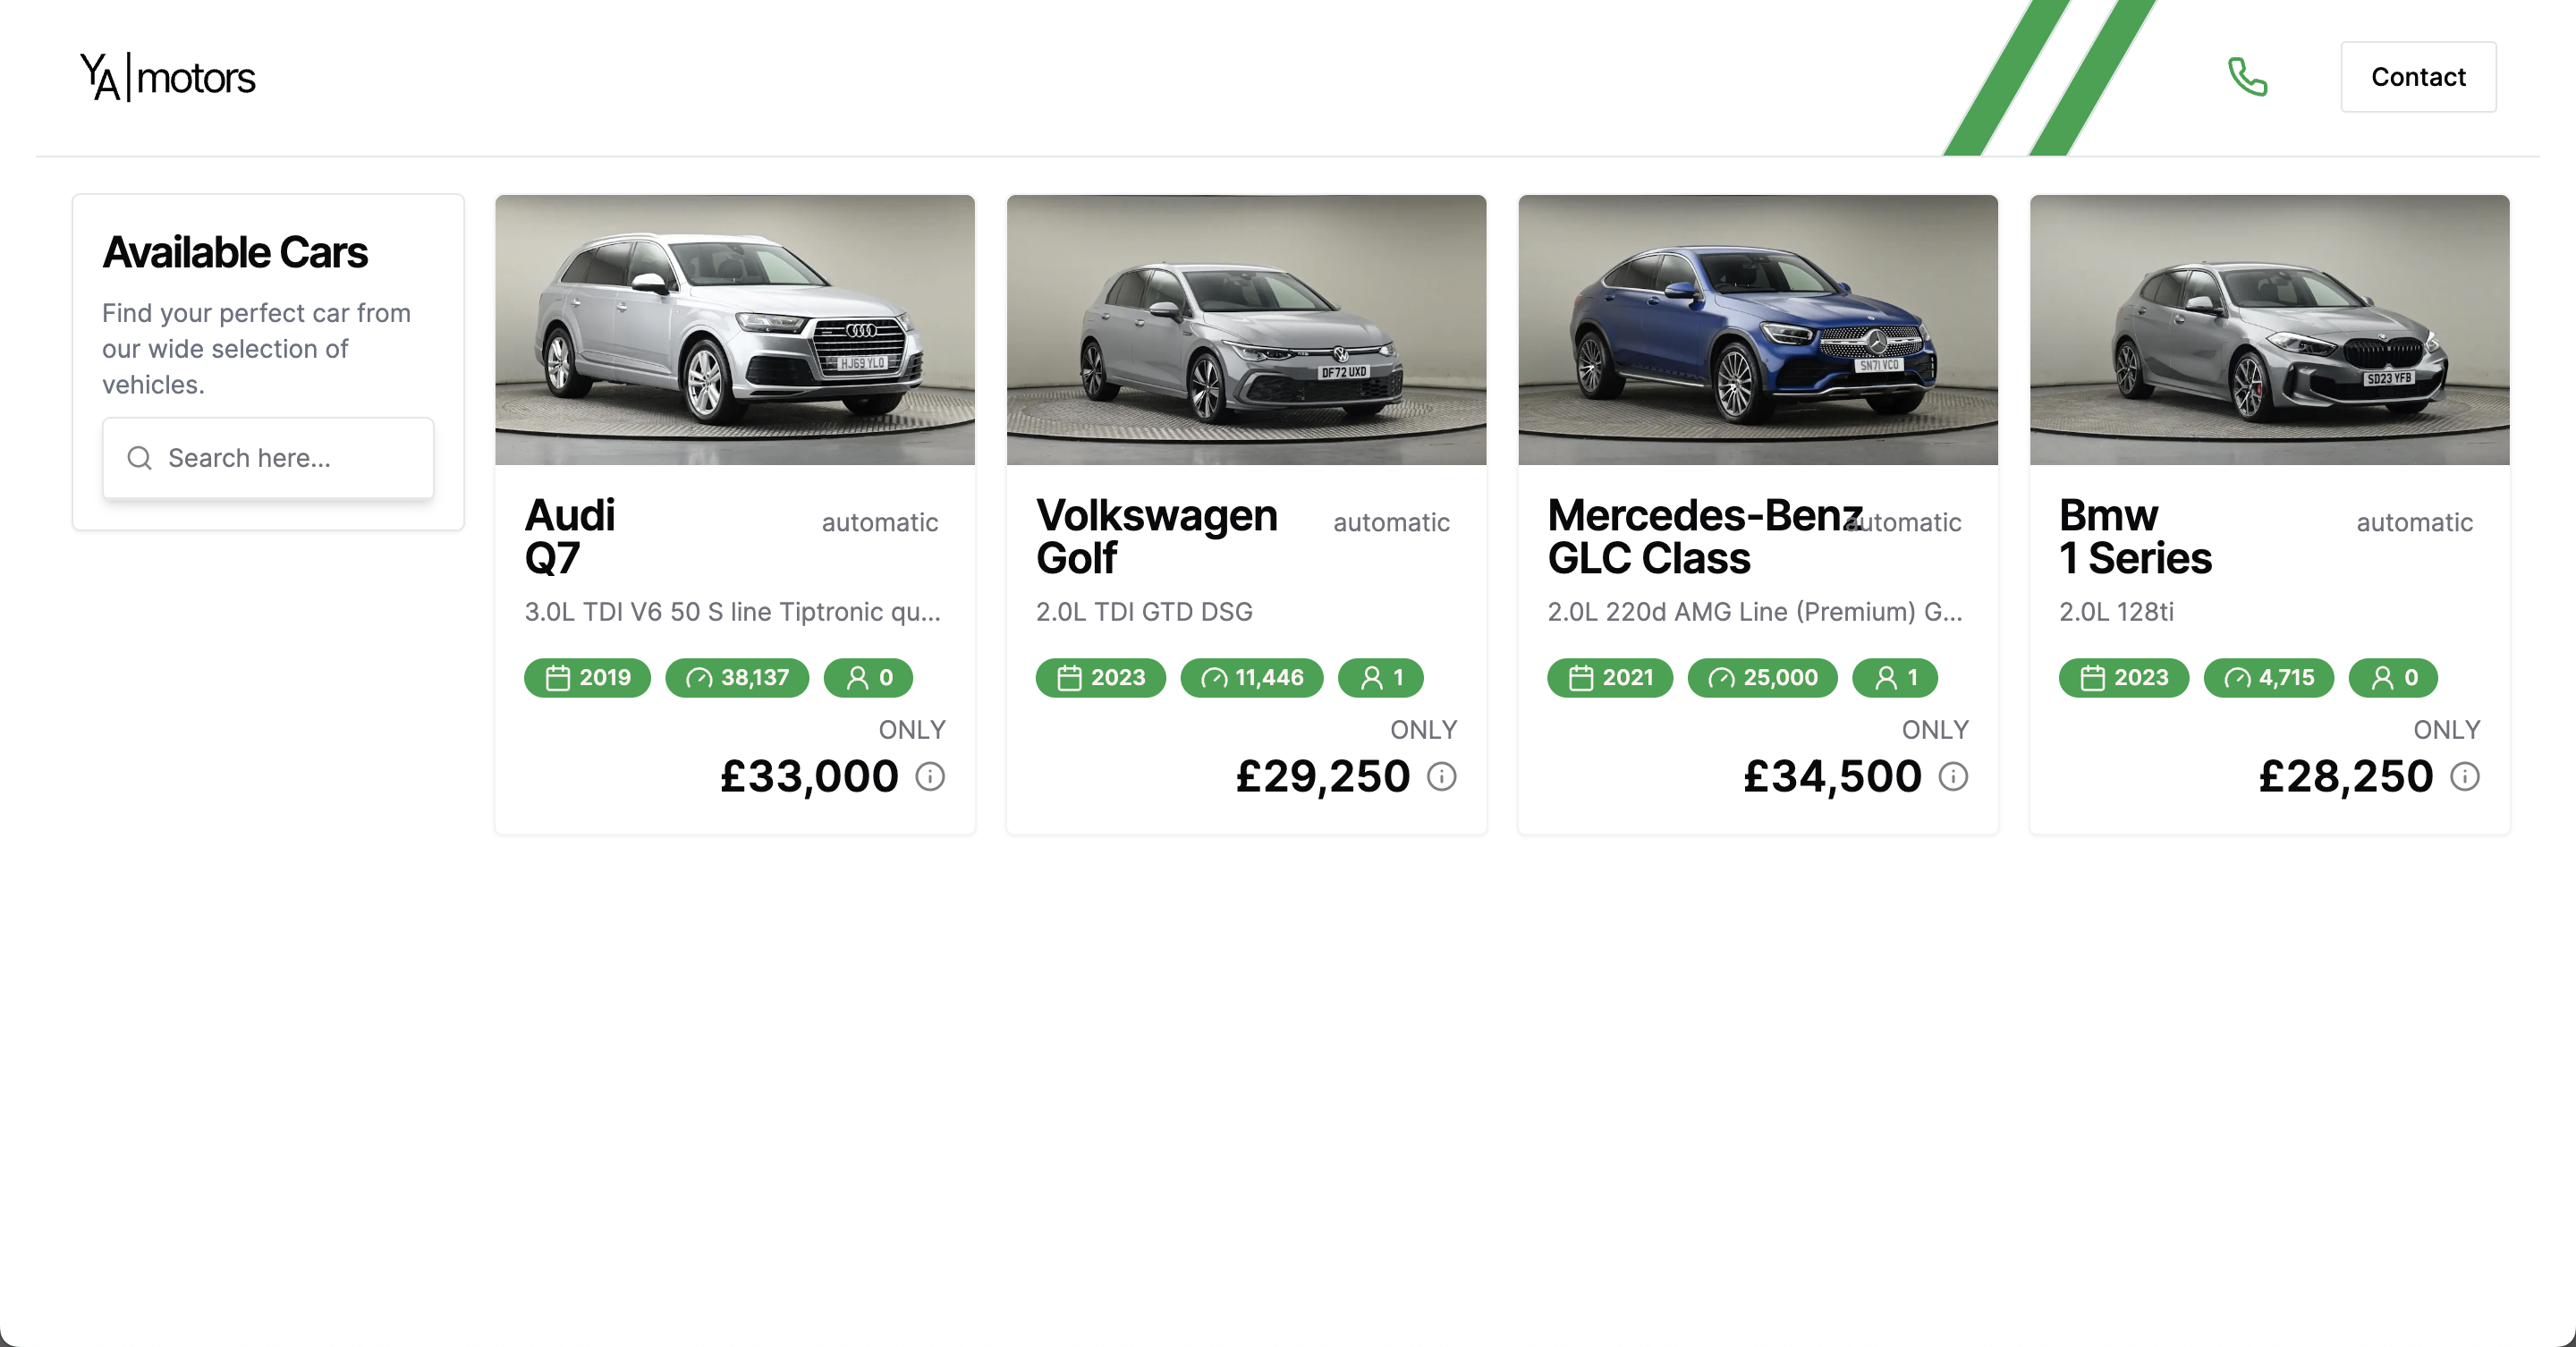 YA|motors
Contact
Available Cars
Find your perfect car from
our wide selection of
vehicles.
Search here...
HJ69 YLO
Audi
automatic
Q7
3.0L TDI V6 50 S line Tiptronic qu...
2019 38,137 0
ONLY
£33,000
DF72 UXD
Volkswagen
automatic
Golf
2.0L TDI GTD DSG
2023 11,446 1
ONLY
£29,250
SN71 VCO
Mercedes-Benz
automatic
GLC Class
2.0L 220d AMG Line (Premium) G...
2021 25,000 1
ONLY
£34,500
SD23 YFB
Bmw
automatic
1 Series
2.0L 128ti
2023 4,715 0
ONLY
£28,250